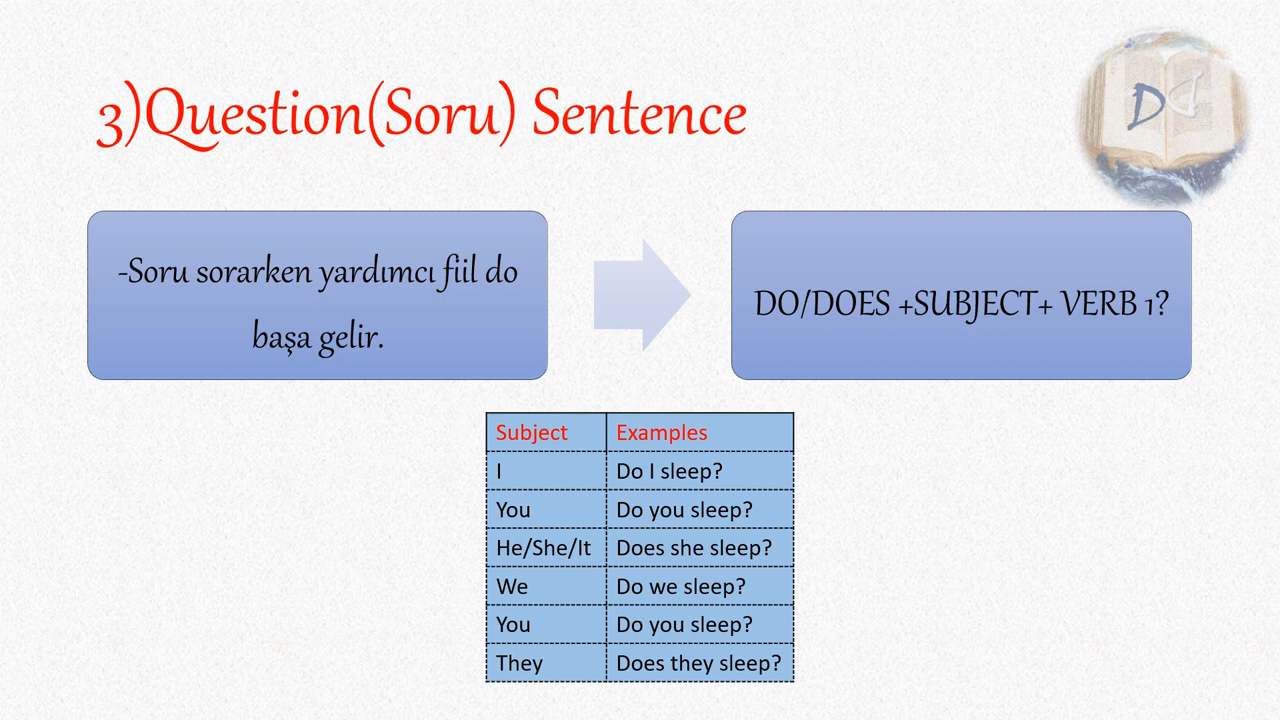 3)Question(Soru) Sentence
DC
-Soru sorarken yardımcı fiil do
başa gelir.
DO/DOES +SUBJECT+ VERB 1?
Subject Examples
I Do I sleep?
You Do you sleep?
He/She/It Does she sleep?
We Do we sleep?
You Do you sleep?
They Does they sleep?